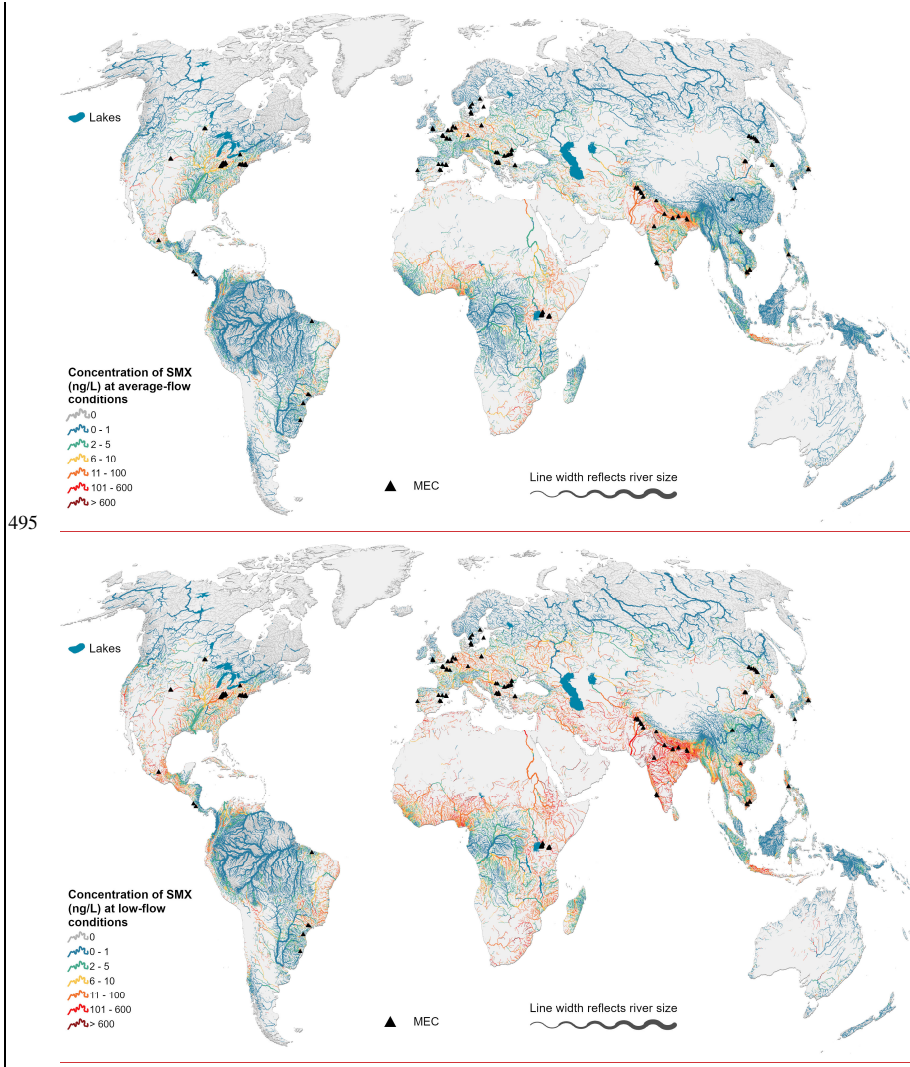 Lakes
Concentration of SMX
(ng/L) at average-flow
conditions
0
0 - 1
2 - 5
6 - 10
11 - 100
101 - 600
> 600
MEC
Line width reflects river size
495
Lakes
Concentration of SMX
(ng/L) at low-flow
conditions
0
0 - 1
2 - 5
6 - 10
11 - 100
101 - 600
> 600
MEC
Line width reflects river size